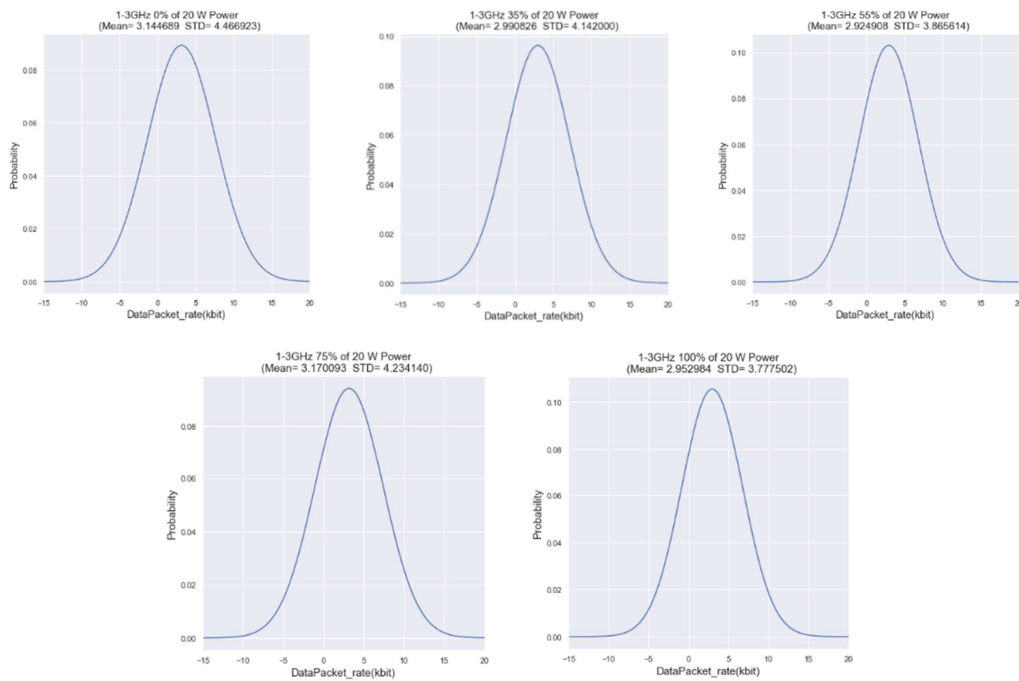 1-3GHz 0% of 20 W Power
(Mean= 3.144689 STD= 4.466923)
0.08
0.06
0.04
0.02
0.00
Probability
-15 -10 -5 0 5 10 15 20
DataPacket_rate(kbit)
1-3GHz 35% of 20 W Power
(Mean= 2.990826 STD= 4.142000)
0.10
0.08
0.06
0.04
0.02
0.00
Probability
-15 -10 -5 0 5 10 15 20
DataPacket_rate(kbit)
1-3GHz 55% of 20 W Power
(Mean= 2.924908 STD= 3.865614)
0.10
0.08
0.06
0.04
0.02
0.00
Probability
-15 -10 -5 0 5 10 15 20
DataPacket_rate(kbit)
1-3GHz 75% of 20 W Power
(Mean= 3.170093 STD= 4.234140)
0.08
0.06
0.04
0.02
0.00
Probability
-15 -10 -5 0 5 10 15 20
DataPacket_rate(kbit)
1-3GHz 100% of 20 W Power
(Mean= 2.952984 STD= 3.777502)
0.10
0.08
0.06
0.04
0.02
0.00
Probability
-15 -10 -5 0 5 10 15 20
DataPacket_rate(kbit)